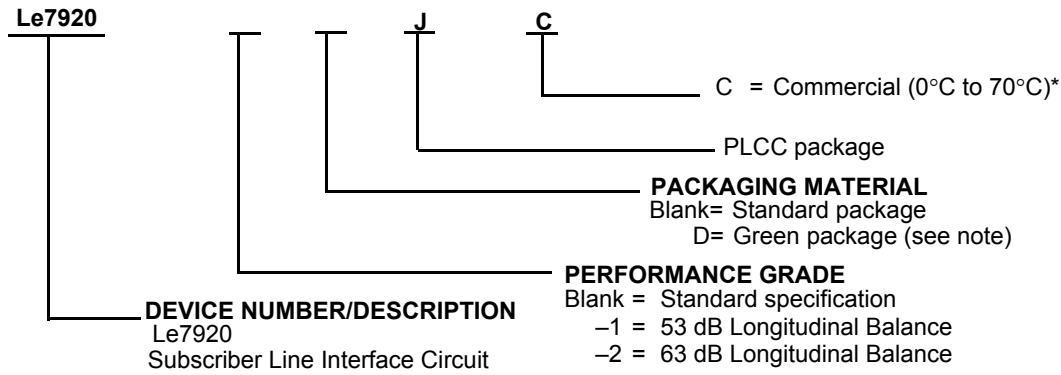 Le7920 J C
C = Commercial (0°C to 70°C)*
PLCC package
PACKAGING MATERIAL
Blank= Standard package
D= Green package (see note)
PERFORMANCE GRADE
Blank = Standard specification
–1 = 53 dB Longitudinal Balance
–2 = 63 dB Longitudinal Balance
DEVICE NUMBER/DESCRIPTION
Le7920
Subscriber Line Interface Circuit